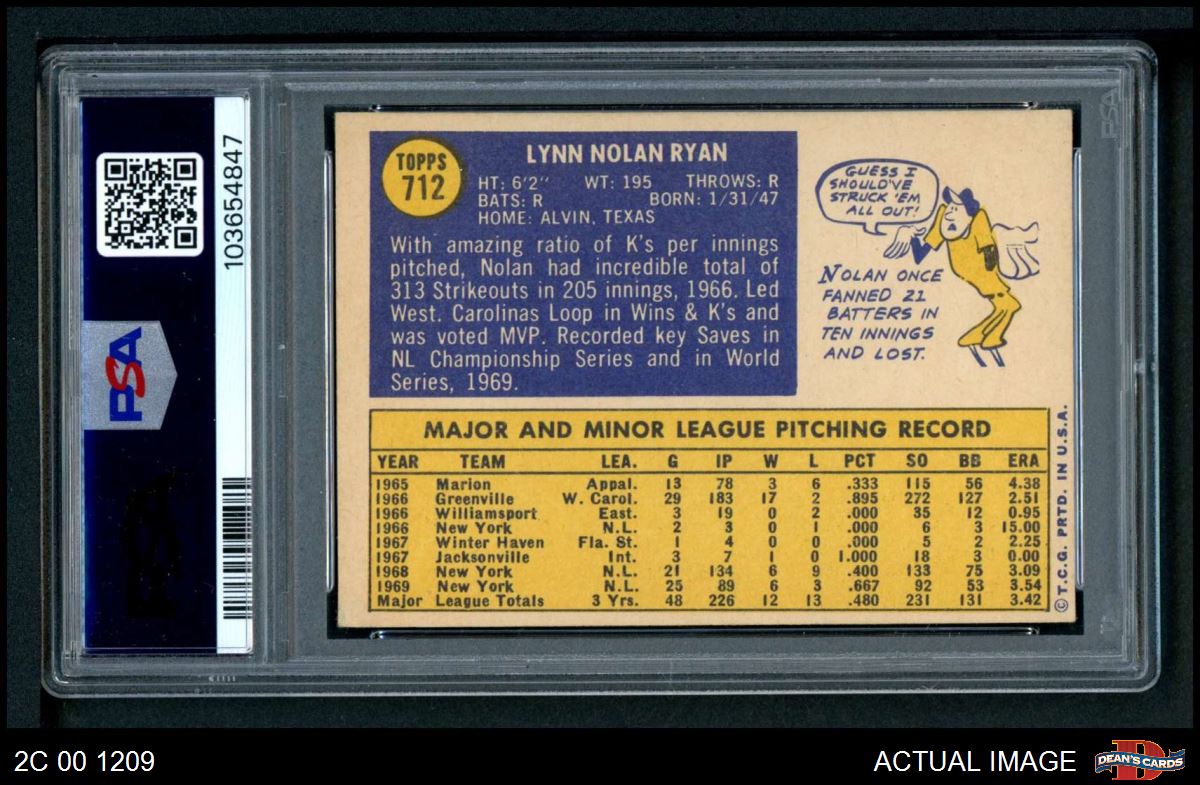 103654847
PSA
PSA
TOPPS
712
LYNN NOLAN RYAN
HT: 6'2" WT: 195 THROWS: R
BATS: R BORN: 1/31/47
HOME: ALVIN, TEXAS
With amazing ratio of K's per innings
pitched, Nolan had incredible total of
313 Strikeouts in 205 innings, 1966. Led
West. Carolinas Loop in Wins & K's and
was voted MVP. Recorded key Saves in
NL Championship Series and in World
Series, 1969.
GUESS I
SHOULD'VE
STRUCK 'EM
ALL OUT!
NOLAN ONCE
FANNED 21
BATTERS IN
TEN INNINGS
AND LOST.
MAJOR AND MINOR LEAGUE PITCHING RECORD
YEAR TEAM LEA. G IP W L PCT SO BB ERA
1965 Marion Appal. 13 78 3 6 .333 115 56 4.38
1966 Greenville W. Carol. 29 183 17 2 .895 272 127 2.51
1966 Williamsport East. 3 19 0 2 .000 35 12 0.95
1966 New York N.L. 2 3 0 1 .000 6 3 15.00
1967 Winter Haven Fla. St. 1 4 0 0 .000 5 2 2.25
1967 Jacksonville Int. 3 7 1 0 1.000 18 3 0.00
1968 New York N.L. 21 134 6 9 .400 133 75 3.09
1969 New York N.L. 25 89 6 3 .667 92 53 3.54
Major League Totals 3 Yrs. 48 226 12 13 .480 231 131 3.42
© T.C.G. PRTD. IN U.S.A.
2C 00 1209
ACTUAL IMAGE
DEAN'S CARDS